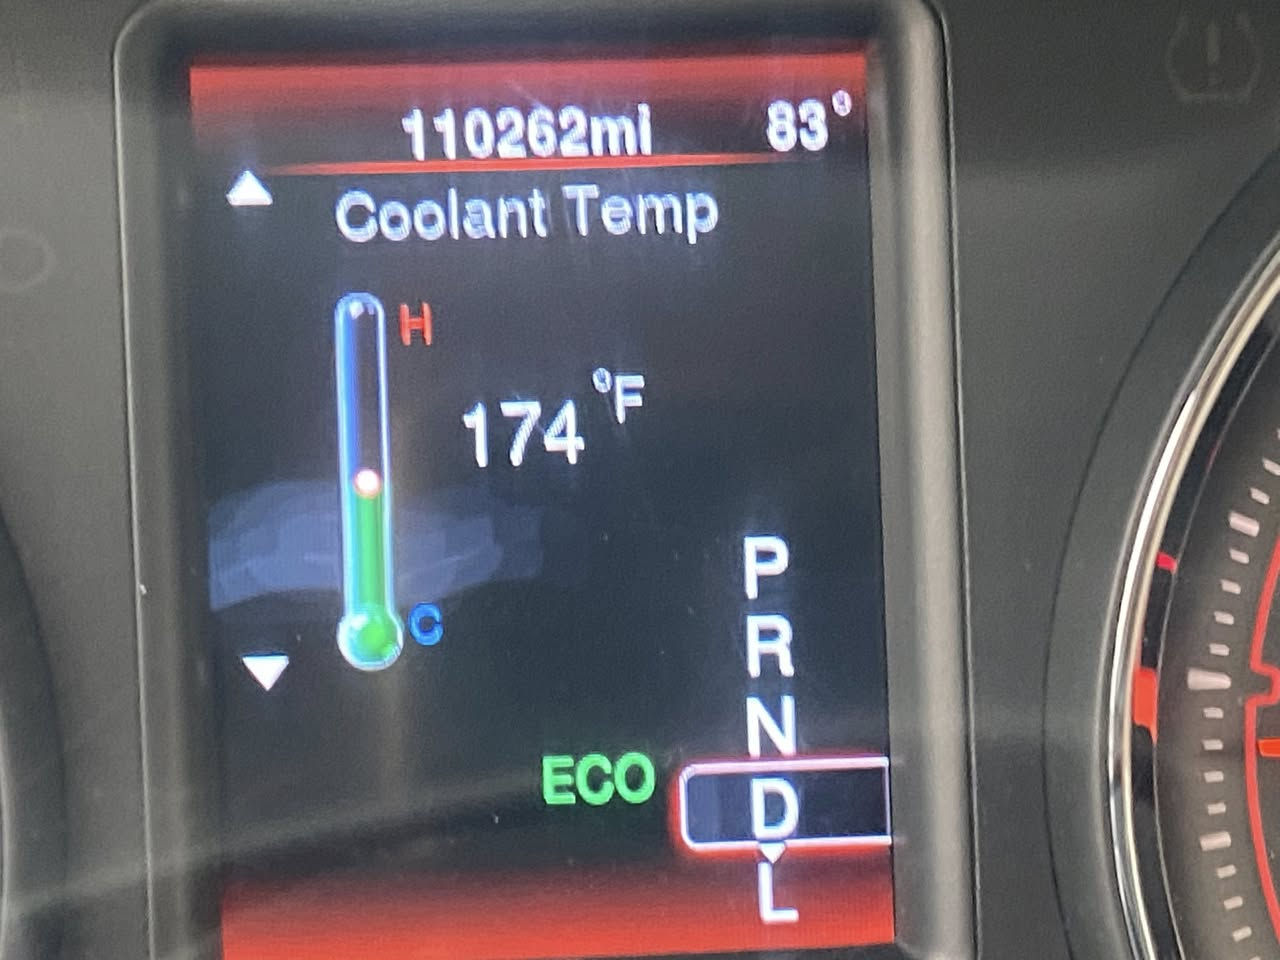 110262mi 83°
Coolant Temp
H
174 °F
C
P
R
N
ECO D
L